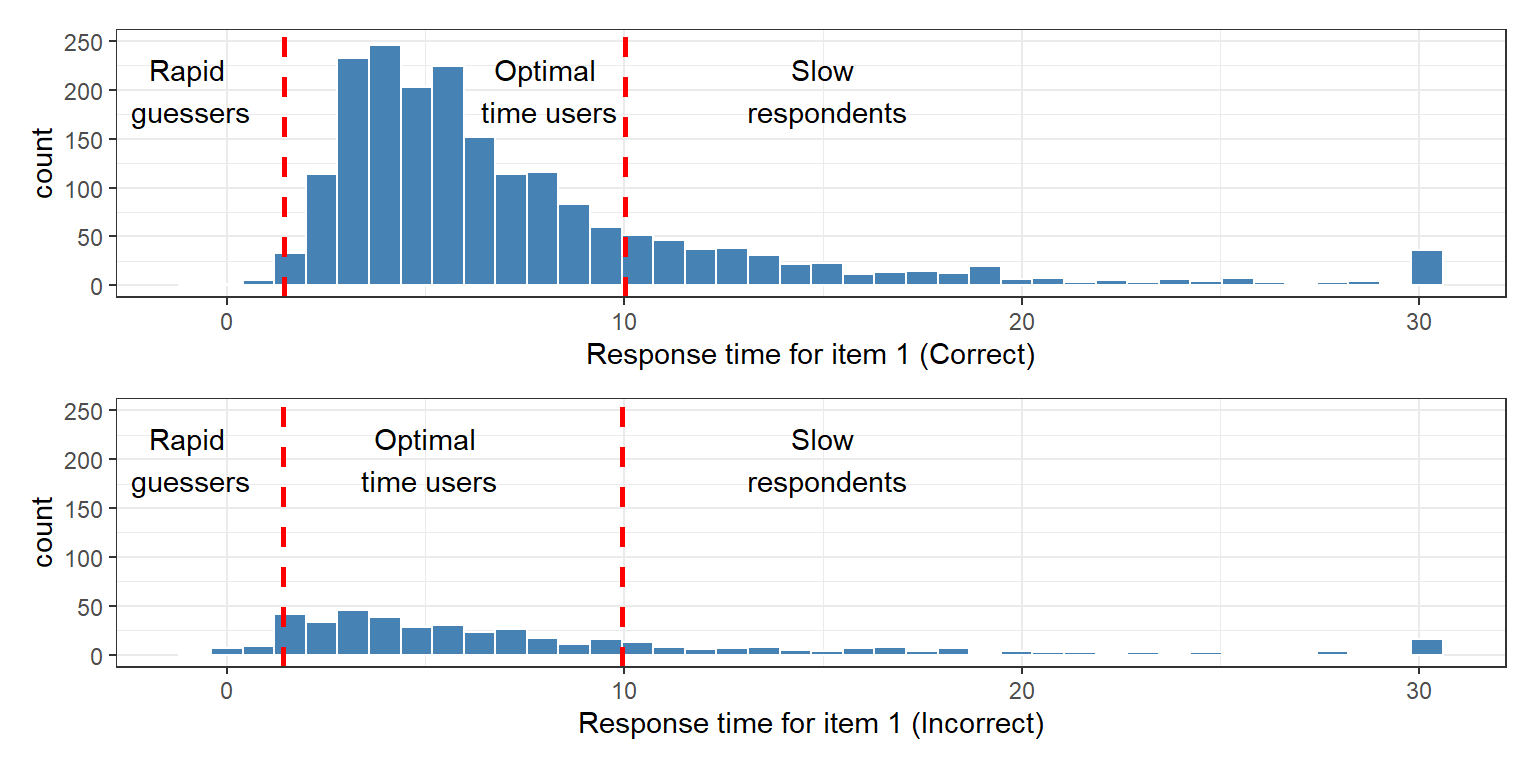 250
200
150
100
50
0
count
Rapid
guessers
Optimal
time users
Slow
respondents
0 10 20 30
Response time for item 1 (Correct)
250
200
150
100
50
0
count
Rapid
guessers
Optimal
time users
Slow
respondents
0 10 20 30
Response time for item 1 (Incorrect)